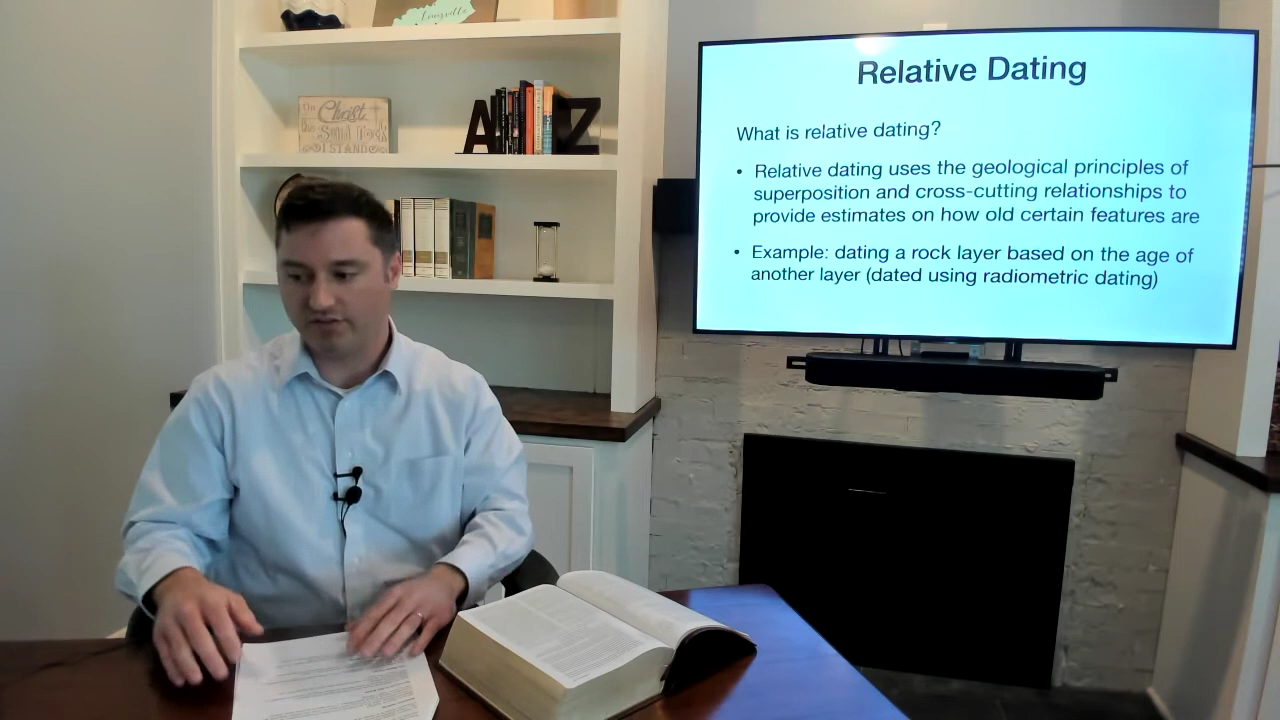 Louisville
On
Christ
the Solid Rock
I STAND
A Z
Relative Dating
What is relative dating?
• Relative dating uses the geological principles of
superposition and cross-cutting relationships to
provide estimates on how old certain features are
• Example: dating a rock layer based on the age of
another layer (dated using radiometric dating)